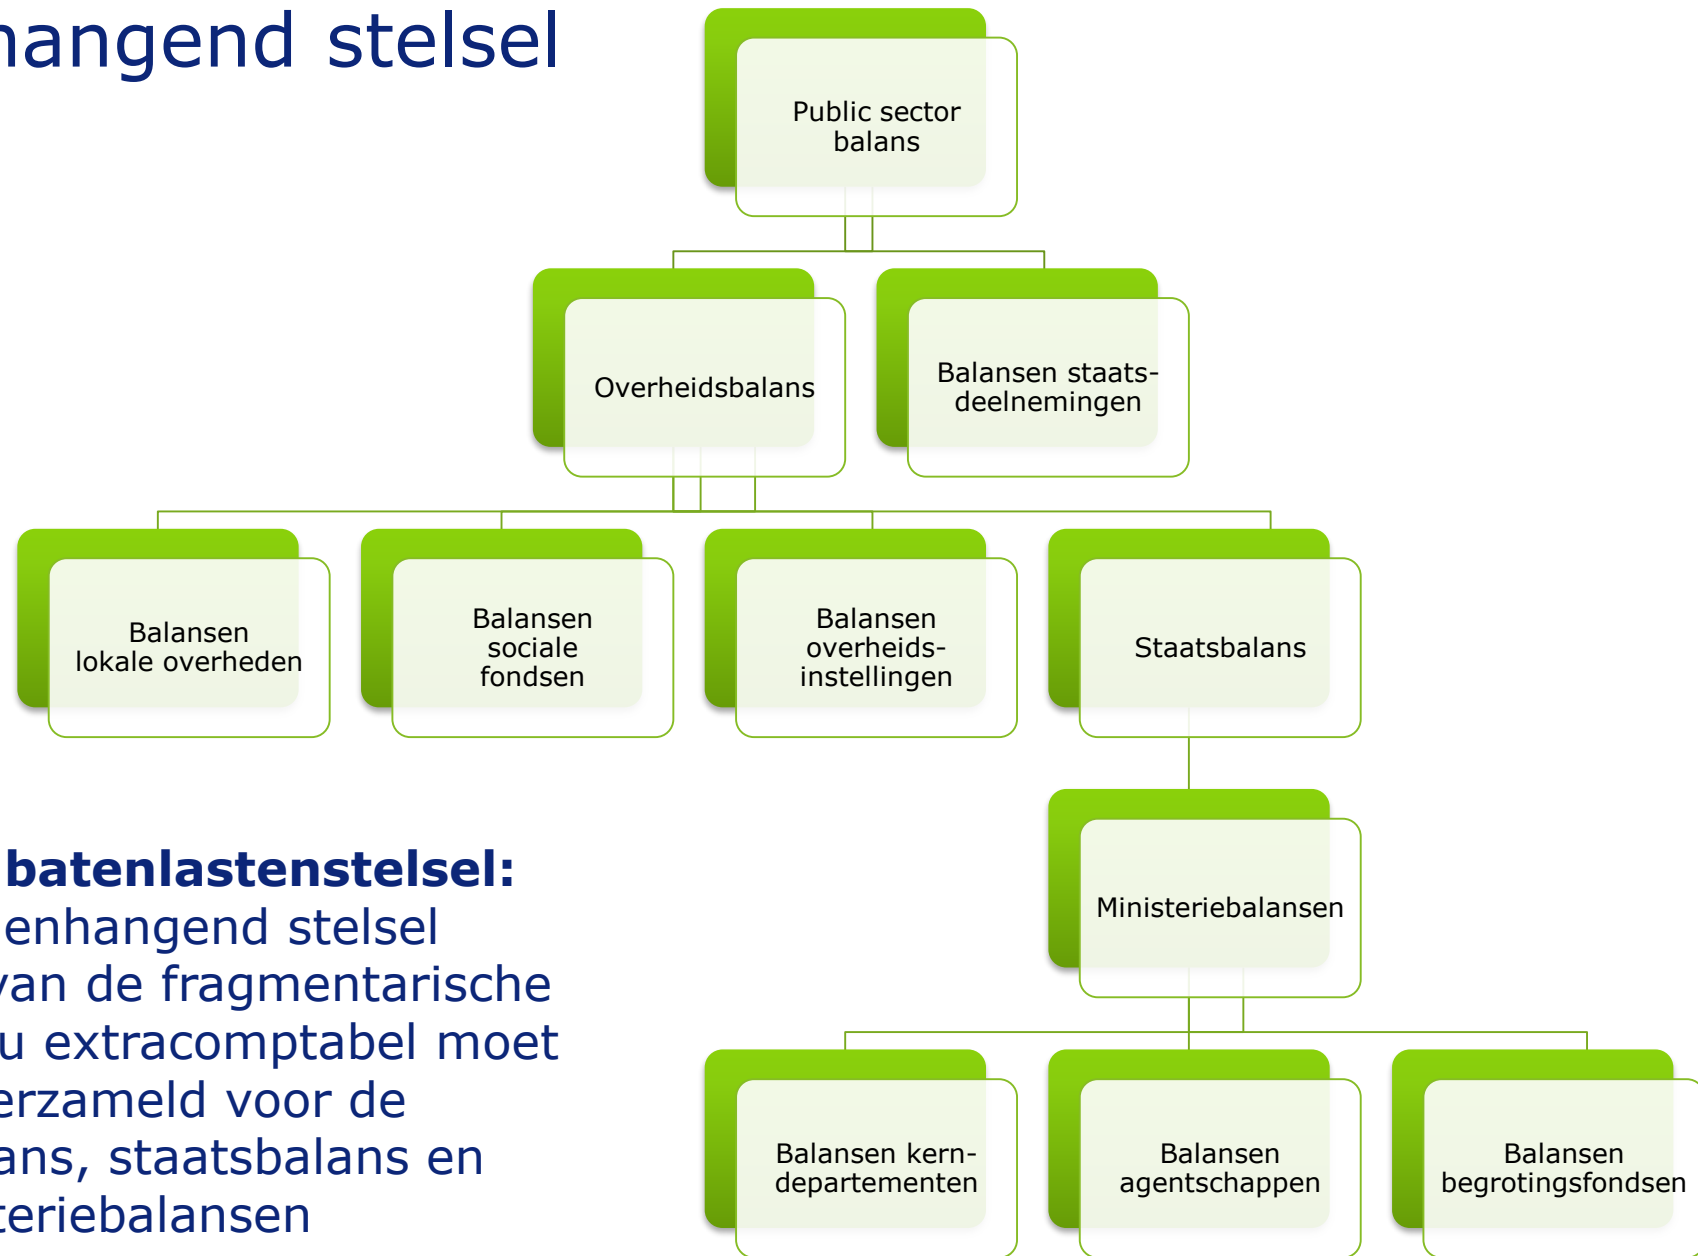 hangend stelsel
Public sector
balans
Overheidsbalans
Balansen staats-
deelnemingen
Balansen
lokale overheden
Balansen
sociale
fondsen
Balansen
overheids-
instellingen
Staatsbalans
Ministeriebalansen
batenlastenstelsel:
enhangend stelsel
van de fragmentarische
u extracomptabel moet
erzameld voor de
ans, staatsbalans en
teriebalansen
Balansen kern-
departementen
Balansen
agentschappen
Balansen
begrotingsfondsen